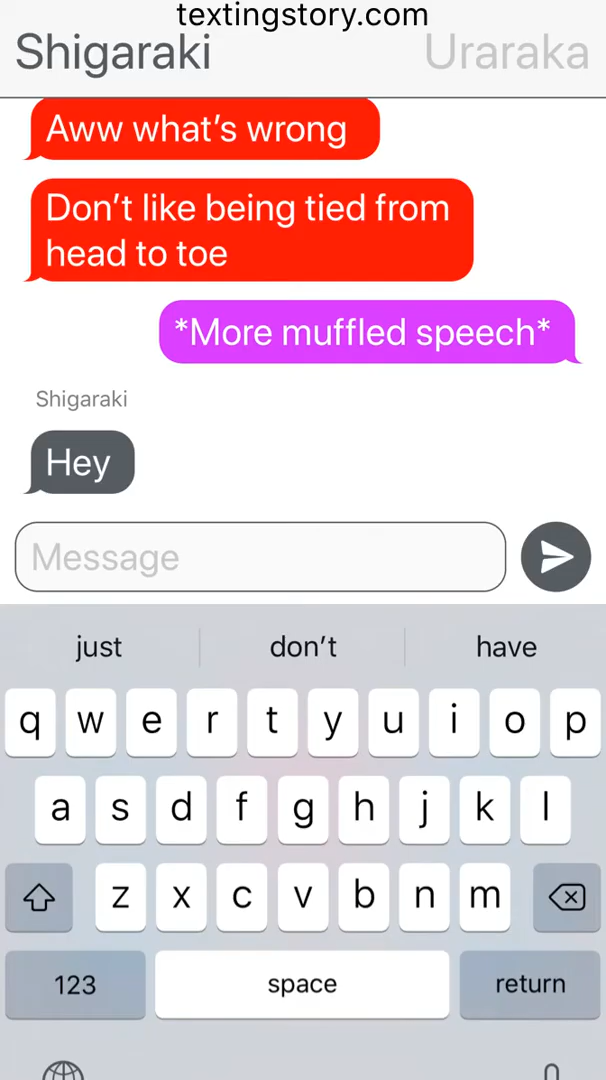 textingstory.com
Shigaraki
Uraraka
Aww what's wrong
Don't like being tied from
head to toe
*More muffled speech*
Shigaraki
Hey
Message
just
don't
have
q w e r t y u i o p
a s d f g h j k l
z x c v b n m
123
space
return